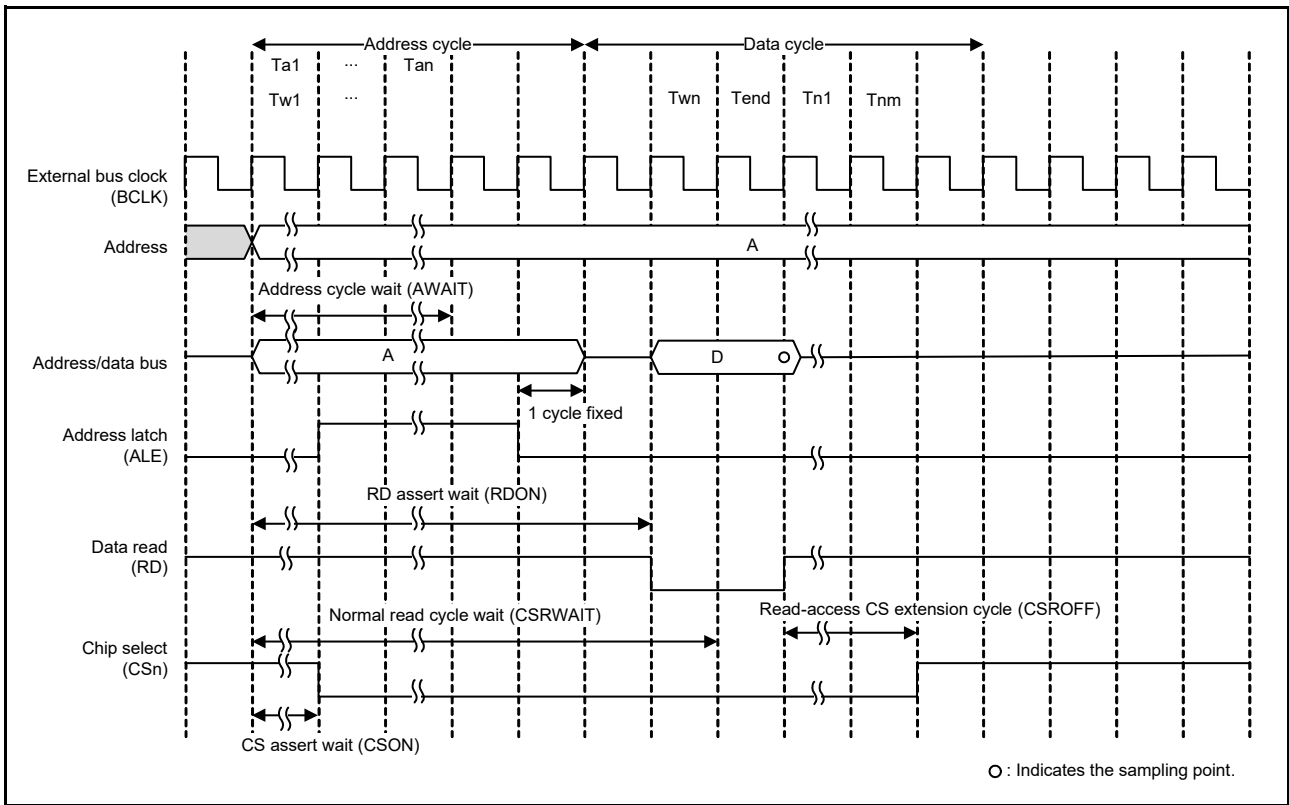 Address cycle Data cycle
Ta1 ... Tan
Tw1 ... Twn Tend Tn1 Tnm
External bus clock
(BCLK)
Address A
Address cycle wait (AWAIT)
Address/data bus A D
1 cycle fixed
Address latch
(ALE)
RD assert wait (RDON)
Data read
(RD)
Normal read cycle wait (CSRWAIT) Read-access CS extension cycle (CSROFF)
Chip select
(CSn)
CS assert wait (CSON)
: Indicates the sampling point.